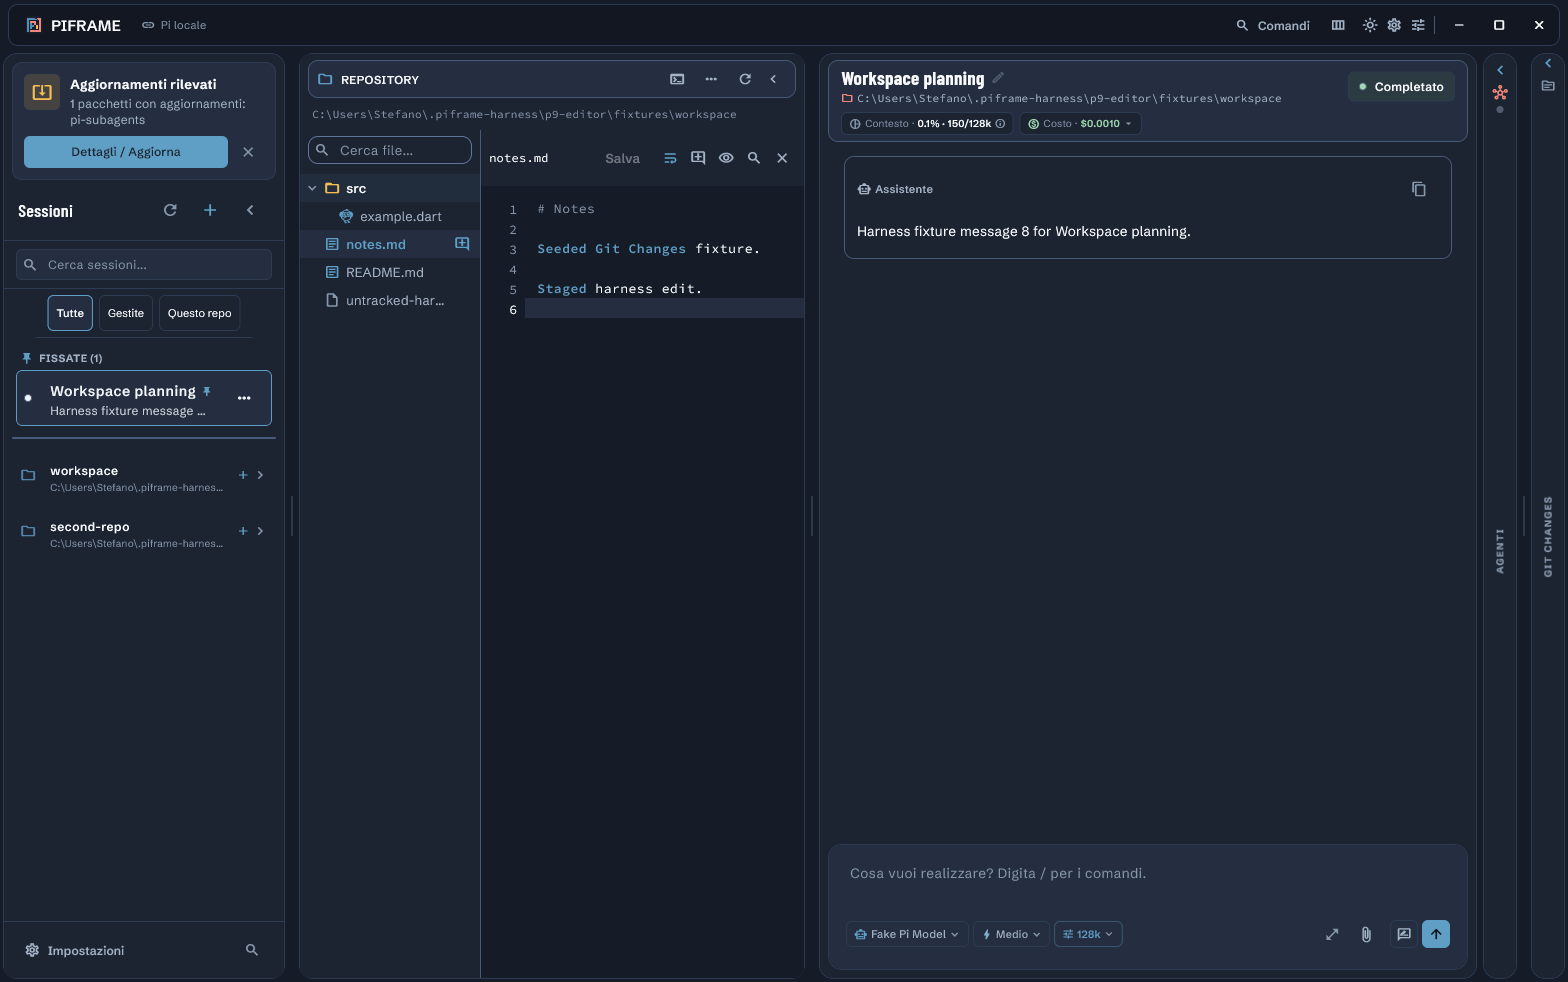 PIFRAME
Pi locale
Comandi
Aggiornamenti rilevati
1 pacchetti con aggiornamenti:
pi-subagents
Dettagli / Aggiorna
Sessioni
Cerca sessioni...
Tutte
Gestite
Questo repo
FISSATE (1)
Workspace planning
Harness fixture message ...
workspace
C:\Users\Stefano\.piframe-harnes...
second-repo
C:\Users\Stefano\.piframe-harnes...
Impostazioni
REPOSITORY
C:\Users\Stefano\.piframe-harness\p9-editor\fixtures\workspace
Cerca file...
src
example.dart
notes.md
README.md
untracked-har...
notes.md
Salva
1 # Notes
2
3 Seeded Git Changes fixture.
4
5 Staged harness edit.
6
Workspace planning
C:\Users\Stefano\.piframe-harness\p9-editor\fixtures\workspace
Completato
Contesto · 0.1% • 150/128k
Costo · $0.0010
Assistente
Harness fixture message 8 for Workspace planning.
Cosa vuoi realizzare? Digita / per i comandi.
Fake Pi Model
Medio
128k
AGENTI
GIT CHANGES